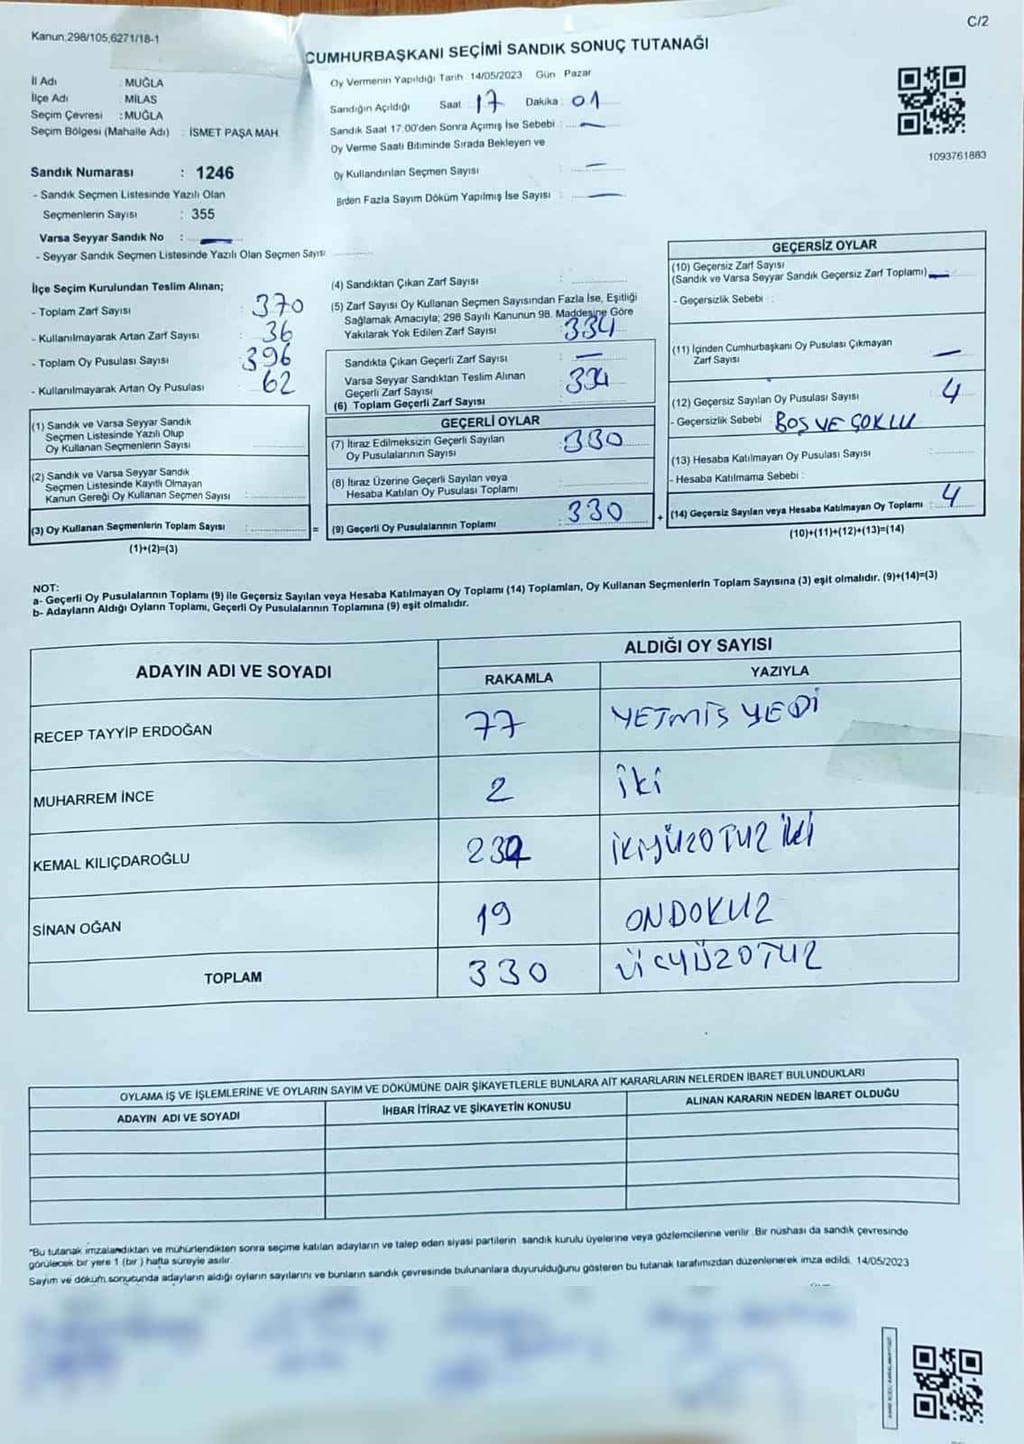 C/2
Kanun:298/105,6271/18-1
CUMHURBAŞKANI SEÇİMİ SANDIK SONUÇ TUTANAĞI
İl Adı : MUĞLA
İlçe Adı : MİLAS
Seçim Çevresi : MUĞLA
Seçim Bölgesi (Mahalle Adı) : İSMET PAŞA MAH
Sandık Numarası : 1246
- Sandık Seçmen Listesinde Yazılı Olan
Seçmenlerin Sayısı : 355
Varsa Seyyar Sandık No : —
- Seyyar Sandık Seçmen Listesinde Yazılı Olan Seçmen Sayısı
Oy Vermenin Yapıldığı Tarih 14/05/2023 Gün Pazar
Sandığın Açıldığı Saat : 17 Dakika : 01
Sandık Saat 17:00'den Sonra Açımış İse Sebebi : —
Oy Verme Saati Bitiminde Sırada Bekleyen ve
Oy Kullandırılan Seçmen Sayısı : —
Birden Fazla Sayım Döküm Yapılmış İse Sayısı : —
1093761883
İlçe Seçim Kurulundan Teslim Alınan;
- Toplam Zarf Sayısı : 370
- Kullanılmayarak Artan Zarf Sayısı : 36
- Toplam Oy Pusulası Sayısı : 396
- Kullanılmayarak Artan Oy Pusulası : 62
(1) Sandık ve Varsa Seyyar Sandık
Seçmen Listesinde Yazılı Olup
Oy Kullanan Seçmenlerin Sayısı
(2) Sandık ve Varsa Seyyar Sandık
Seçmen Listesinde Kayıtlı Olmayan
Kanun Gereği Oy Kullanan Seçmen Sayısı :
(3) Oy Kullanan Seçmenlerin Toplam Sayısı : =
(1)+(2)=(3)
(4) Sandıktan Çıkan Zarf Sayısı :
(5) Zarf Sayısı Oy Kullanan Seçmen Sayısından Fazla İse, Eşitliği
Sağlamak Amacıyla; 298 Sayılı Kanunun 98. Maddesine Göre
Yakılarak Yok Edilen Zarf Sayısı : 334
Sandıkta Çıkan Geçerli Zarf Sayısı : —
Varsa Seyyar Sandıktan Teslim Alınan
Geçerli Zarf Sayısı : 334
(6) Toplam Geçerli Zarf Sayısı
GEÇERLİ OYLAR
(7) İtiraz Edilmeksizin Geçerli Sayılan
Oy Pusulalarının Sayısı : 330
(8) İtiraz Üzerine Geçerli Sayılan veya
Hesaba Katılan Oy Pusulası Toplamı :
(9) Geçerli Oy Pusulalarının Toplamı : 330 +
GEÇERSİZ OYLAR
(10) Geçersiz Zarf Sayısı
(Sandık ve Varsa Seyyar Sandık Geçersiz Zarf Toplamı) —
- Geçersizlik Sebebi :
(11) İçinden Cumhurbaşkanı Oy Pusulası Çıkmayan
Zarf Sayısı —
(12) Geçersiz Sayılan Oy Pusulası Sayısı 4
- Geçersizlik Sebebi BOŞ VE ÇOKLU
(13) Hesaba Katılmayan Oy Pusulası Sayısı
- Hesaba Katılmama Sebebi :
(14) Geçersiz Sayılan veya Hesaba Katılmayan Oy Toplamı : 4
(10)+(11)+(12)+(13)=(14)
NOT:
a- Geçerli Oy Pusulalarının Toplamı (9) ile Geçersiz Sayılan veya Hesaba Katılmayan Oy Toplamı (14) Toplamları, Oy Kullanan Seçmenlerin Toplam Sayısına (3) eşit olmalıdır. (9)+(14)=(3)
b- Adayların Aldığı Oyların Toplamı, Geçerli Oy Pusulalarının Toplamına (9) eşit olmalıdır.
ADAYIN ADI VE SOYADI ALDIĞI OY SAYISI
RAKAMLA YAZIYLA
RECEP TAYYİP ERDOĞAN 77 YETMİŞ YEDİ
MUHARREM İNCE 2 iki
KEMAL KILIÇDAROĞLU 232 İKİYÜZOTUZ iki
SİNAN OĞAN 19 ONDOKUZ
TOPLAM 330 ÜÇYÜZOTUZ
OYLAMA İŞ VE İŞLEMLERİNE VE OYLARIN SAYIM VE DÖKÜMÜNE DAİR ŞİKAYETLERLE BUNLARA AİT KARARLARIN NELERDEN İBARET BULUNDUKLARI
ADAYIN ADI VE SOYADI İHBAR İTİRAZ VE ŞİKAYETİN KONUSU ALINAN KARARIN NEDEN İBARET OLDUĞU
*Bu tutanak imzalandıktan ve mühürlendikten sonra seçime katılan adayların ve talep eden siyasi partilerin sandık kurulu üyelerine veya gözlemcilerine verilir. Bir nüshası da sandık çevresinde
görülecek bir yere 1 (bir) hafta süreyle asılır.
Sayım ve döküm sonucunda adayların aldığı oyların sayılarını ve bunların sandık çevresinde bulunanlara duyurulduğunu gösteren bu tutanak tarafımızdan düzenlenerek imza edildi. 14/05/2023